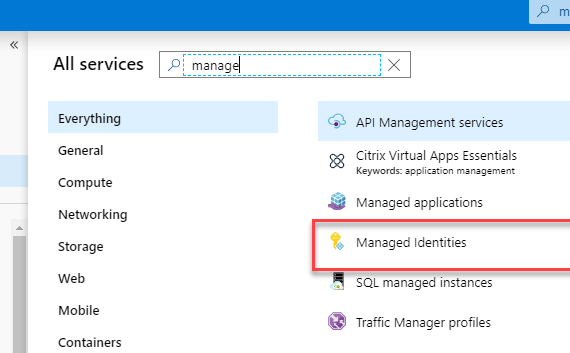 m
All services
manage
Everything
General
Compute
Networking
Storage
Web
Mobile
Containers
API Management services
Citrix Virtual Apps Essentials
Keywords: application management
Managed applications
Managed Identities
SQL managed instances
Traffic Manager profiles